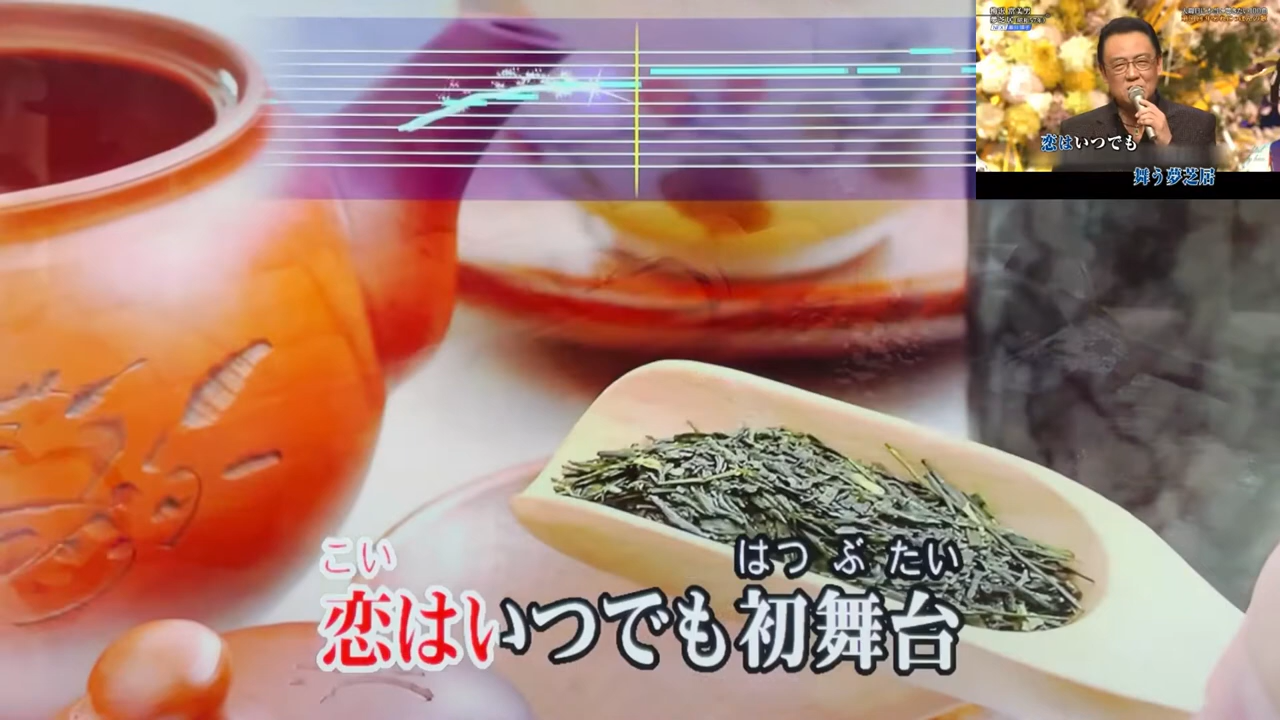 恋はいつでも
舞う夢芝居
こい はつ ぶ たい
恋はいつでも初舞台